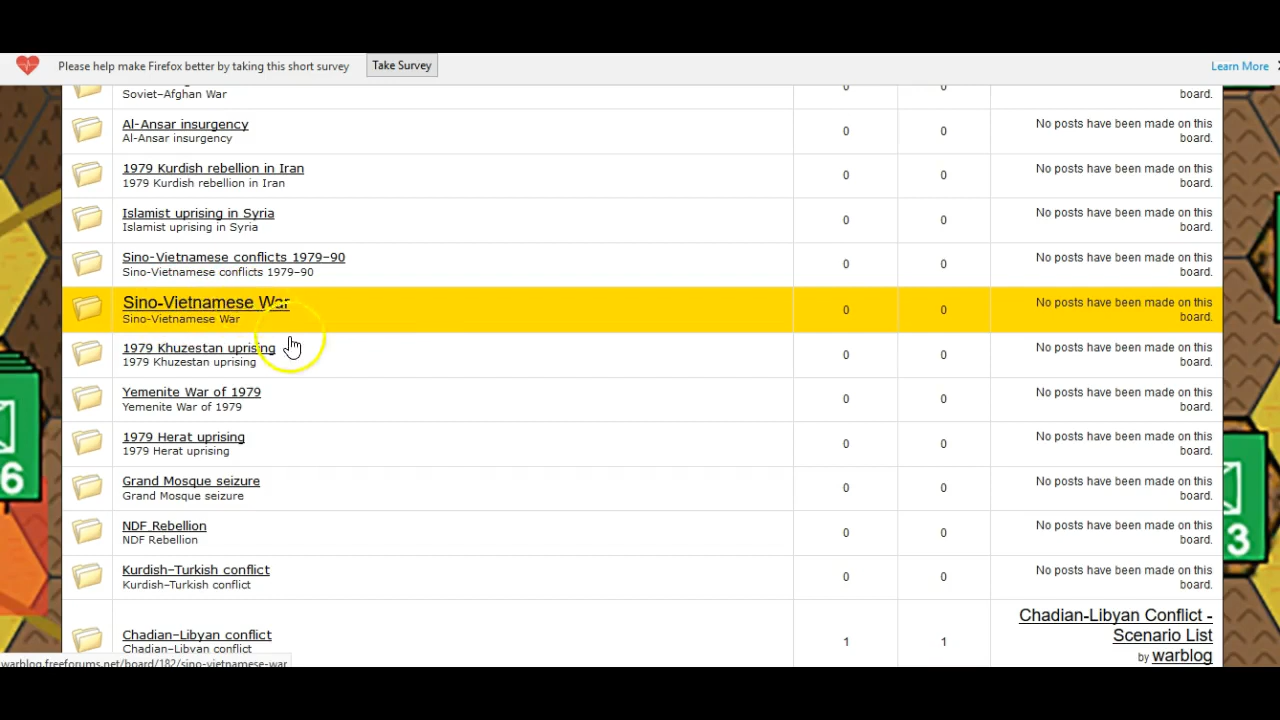 Please help make Firefox better by taking this short survey Take Survey Learn More
Soviet–Afghan War 0 0 board.
Al-Ansar insurgency
Al-Ansar insurgency 0 0 No posts have been made on this
board.
1979 Kurdish rebellion in Iran
1979 Kurdish rebellion in Iran 0 0 No posts have been made on this
board.
Islamist uprising in Syria
Islamist uprising in Syria 0 0 No posts have been made on this
board.
Sino-Vietnamese conflicts 1979–90
Sino-Vietnamese conflicts 1979–90 0 0 No posts have been made on this
board.
Sino-Vietnamese War
Sino-Vietnamese War 0 0 No posts have been made on this
board.
1979 Khuzestan uprising
1979 Khuzestan uprising 0 0 No posts have been made on this
board.
Yemenite War of 1979
Yemenite War of 1979 0 0 No posts have been made on this
board.
1979 Herat uprising
1979 Herat uprising 0 0 No posts have been made on this
board.
Grand Mosque seizure
Grand Mosque seizure 0 0 No posts have been made on this
board.
NDF Rebellion
NDF Rebellion 0 0 No posts have been made on this
board.
Kurdish–Turkish conflict
Kurdish–Turkish conflict 0 0 No posts have been made on this
board.
Chadian–Libyan conflict
Chadian–Libyan conflict 1 1 Chadian-Libyan Conflict -
Scenario List
by warblog
warblog.freeforums.net/board/182/sino-vietnamese-war
6
3